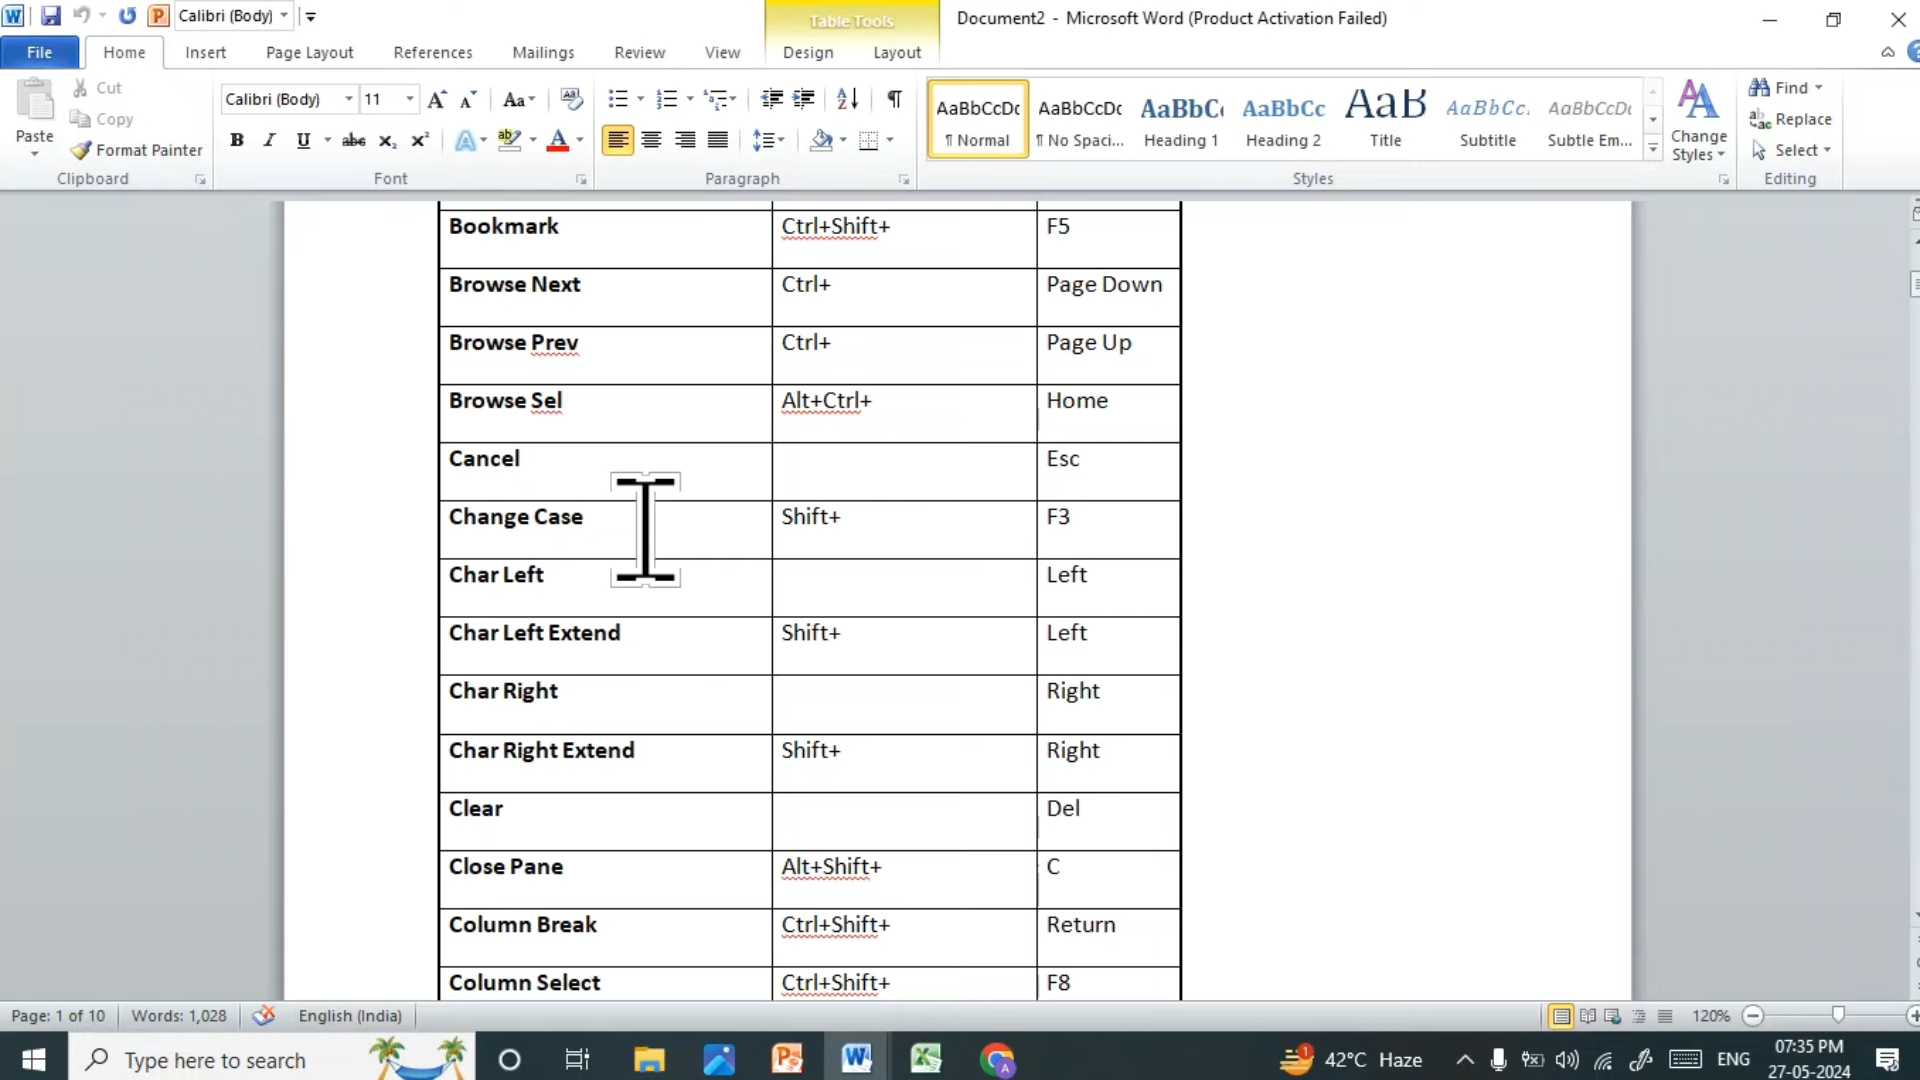 Calibri (Body)
Table Tools
Document2 - Microsoft Word (Product Activation Failed)
File Home Insert Page Layout References Mailings Review View Design Layout
Paste
Cut
Copy
Format Painter
Clipboard
Calibri (Body) 11
Font
Paragraph
AaBbCcDc AaBbCcDc AaBbC AaBbCc AaB AaBbCc. AaBbCcDc
¶ Normal ¶ No Spaci... Heading 1 Heading 2 Title Subtitle Subtle Em...
Styles
Change
Styles
Find
Replace
Select
Editing
Bookmark Ctrl+Shift+ F5
Browse Next Ctrl+ Page Down
Browse Prev Ctrl+ Page Up
Browse Sel Alt+Ctrl+ Home
Cancel Esc
Change Case Shift+ F3
Char Left Left
Char Left Extend Shift+ Left
Char Right Right
Char Right Extend Shift+ Right
Clear Del
Close Pane Alt+Shift+ C
Column Break Ctrl+Shift+ Return
Column Select Ctrl+Shift+ F8
Page: 1 of 10 Words: 1,028 English (India) 120%
Type here to search
42°C Haze
ENG
07:35 PM
27-05-2024